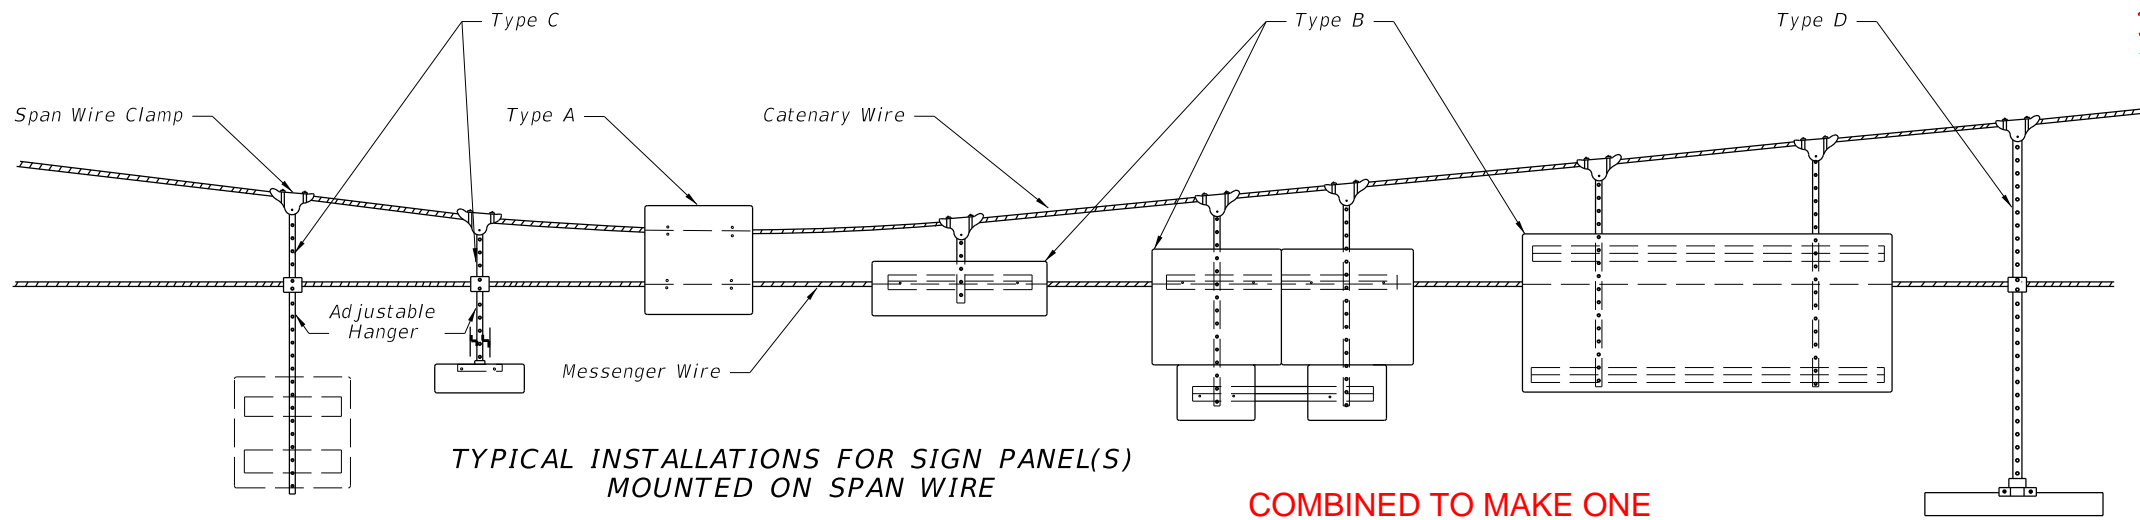 Type C
Type B
Type D
Span Wire Clamp
Type A
Catenary Wire
Adjustable
Hanger
Messenger Wire
TYPICAL INSTALLATIONS FOR SIGN PANEL(S)
MOUNTED ON SPAN WIRE
COMBINED TO MAKE ONE